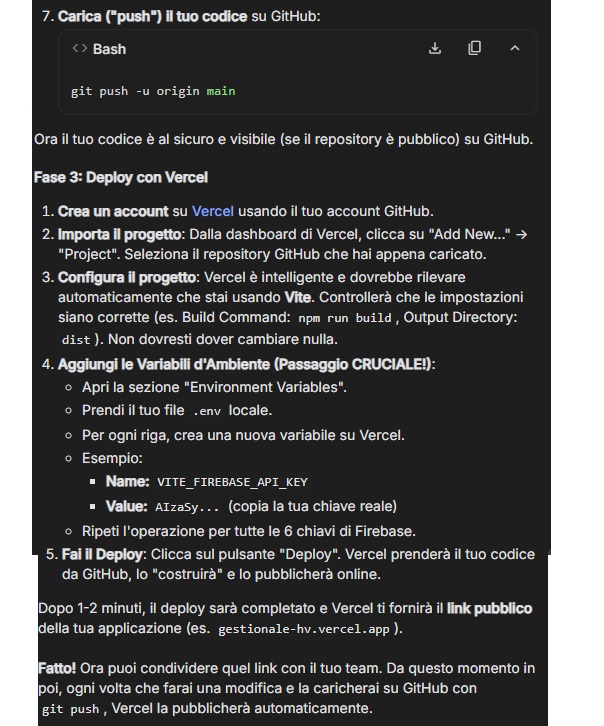 7. Carica ("push") il tuo codice su GitHub:
<> Bash
git push -u origin main
Ora il tuo codice è al sicuro e visibile (se il repository è pubblico) su GitHub.
Fase 3: Deploy con Vercel
1. Crea un account su Vercel usando il tuo account GitHub.
2. Importa il progetto: Dalla dashboard di Vercel, clicca su "Add New..." →
"Project". Seleziona il repository GitHub che hai appena caricato.
3. Configura il progetto: Vercel è intelligente e dovrebbe rilevare
automaticamente che stai usando Vite. Controllerà che le impostazioni
siano corrette (es. Build Command: npm run build , Output Directory:
dist ). Non dovresti dover cambiare nulla.
4. Aggiungi le Variabili d'Ambiente (Passaggio CRUCIALE!):
◦ Apri la sezione "Environment Variables".
◦ Prendi il tuo file .env locale.
◦ Per ogni riga, crea una nuova variabile su Vercel.
◦ Esempio:
▪ Name: VITE_FIREBASE_API_KEY
▪ Value: AIzaSy... (copia la tua chiave reale)
◦ Ripeti l'operazione per tutte le 6 chiavi di Firebase.
5. Fai il Deploy: Clicca sul pulsante "Deploy". Vercel prenderà il tuo codice
da GitHub, lo "costruirà" e lo pubblicherà online.
Dopo 1-2 minuti, il deploy sarà completato e Vercel ti fornirà il link pubblico
della tua applicazione (es. gestionale-hv.vercel.app ).
Fatto! Ora puoi condividere quel link con il tuo team. Da questo momento in
poi, ogni volta che farai una modifica e la caricherai su GitHub con
git push , Vercel la pubblicherà automaticamente.